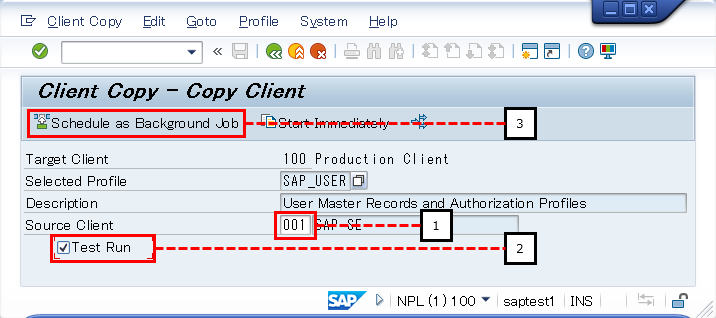 Client Copy Edit Goto Profile System Help
Client Copy - Copy Client
Schedule as Background Job Start Immediately 3
Target Client 100 Production Client
Selected Profile SAP_USER
Description User Master Records and Authorization Profiles
Source Client 001 SAP SE 1
Test Run 2
SAP NPL (1) 100 saptest1 INS